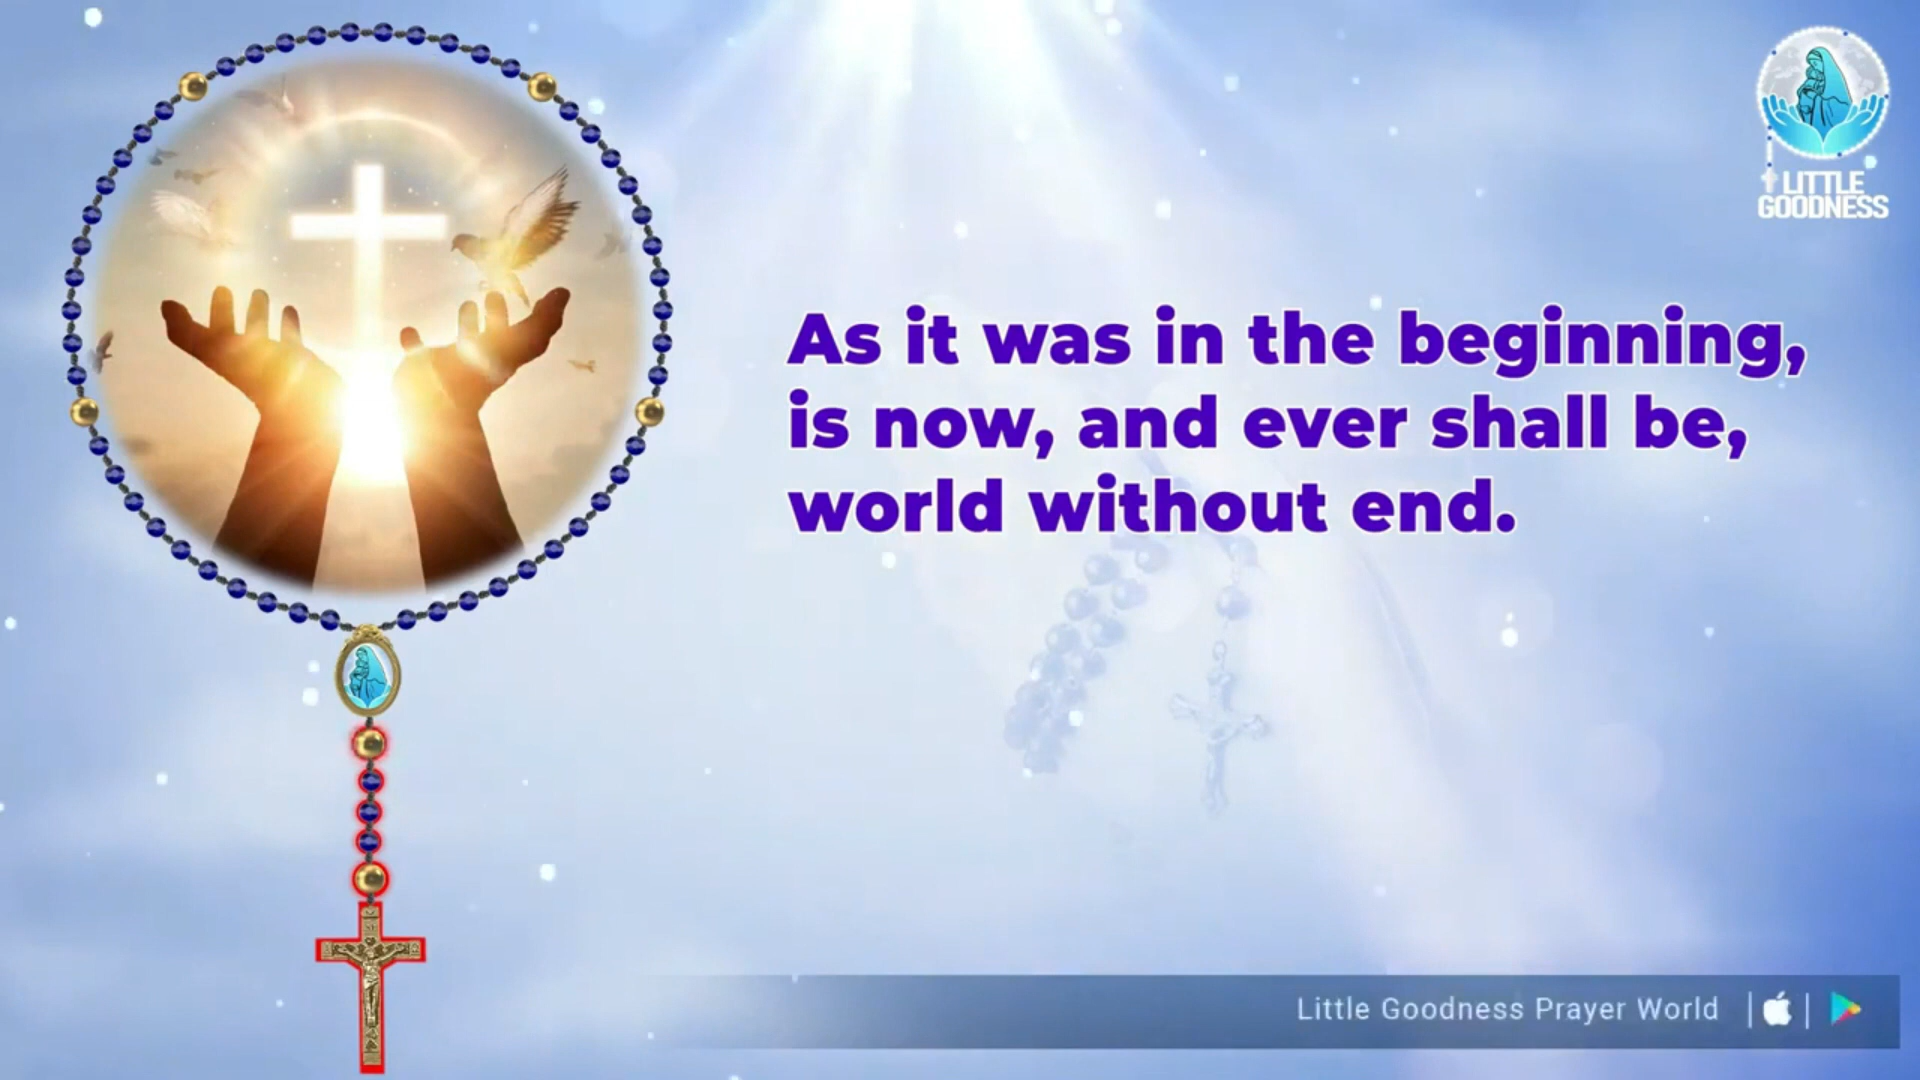 LITTLE
GOODNESS
As it was in the beginning,
is now, and ever shall be,
world without end.
Little Goodness Prayer World